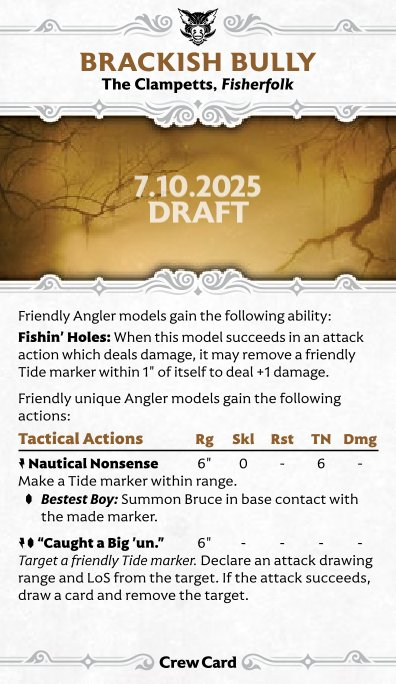 BRACKISH BULLY
The Clampetts, Fisherfolk
7.10.2025
DRAFT
Friendly Angler models gain the following ability:
Fishin’ Holes: When this model succeeds in an attack
action which deals damage, it may remove a friendly
Tide marker within 1" of itself to deal +1 damage.
Friendly unique Angler models gain the following
actions:
Tactical Actions Rg Skl Rst TN Dmg
Nautical Nonsense 6" 0 - 6 -
Make a Tide marker within range.
Bestest Boy: Summon Bruce in base contact with
the made marker.
“Caught a Big ’un.” 6" - - - -
Target a friendly Tide marker. Declare an attack drawing
range and LoS from the target. If the attack succeeds,
draw a card and remove the target.
Crew Card